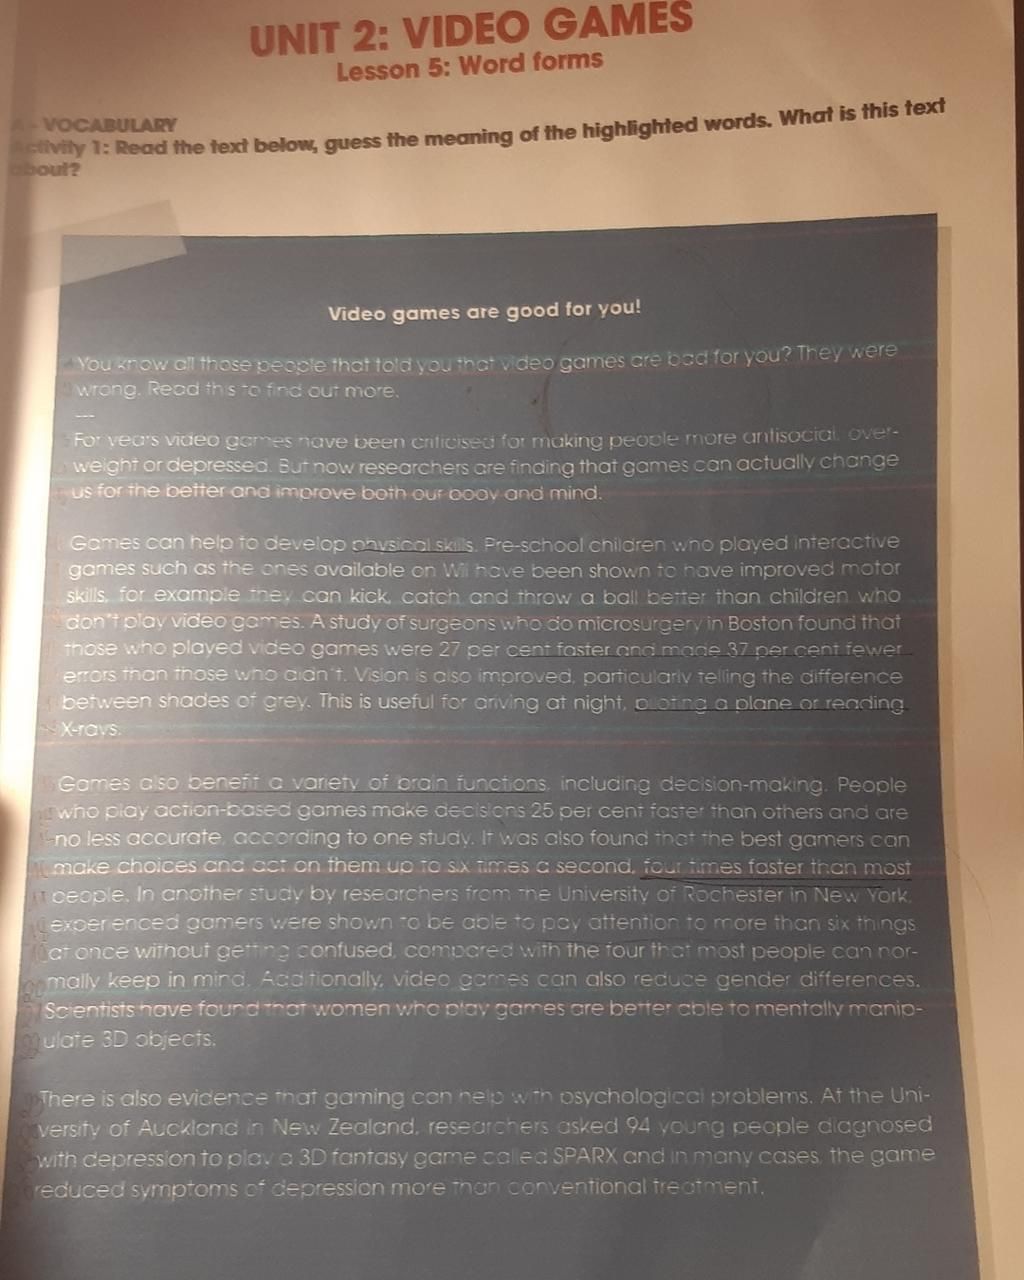 UNIT 2: VIDEO GAMES
Lesson 5: Word forms
A - VOCABULARY
Activity 1: Read the text below, guess the meaning of the highlighted words. What is this text
about?
Video games are good for you!
You know all those people that told you that video games are bad for you? They were
wrong. Read this to find out more.
---
For years video games have been criticised for making people more antisocial, over-
weight or depressed. But now researchers are finding that games can actually change
us for the better and improve both our body and mind.
Games can help to develop physical skills. Pre-school children who played interactive
games such as the ones available on Wii have been shown to have improved motor
skills, for example they can kick, catch and throw a ball better than children who
don't play video games. A study of surgeons who do microsurgery in Boston found that
those who played video games were 27 per cent faster and made 37 per cent fewer
errors than those who didn't. Vision is also improved, particularly telling the difference
between shades of grey. This is useful for driving at night, piloting a plane or reading
X-rays.
Games also benefit a variety of brain functions, including decision-making. People
who play action-based games make decisions 25 per cent faster than others and are
no less accurate, according to one study. It was also found that the best gamers can
make choices and act on them up to six times a second, four times faster than most
people. In another study by researchers from the University of Rochester in New York,
experienced gamers were shown to be able to pay attention to more than six things
at once without getting confused, compared with the four that most people can nor-
mally keep in mind. Additionally, video games can also reduce gender differences.
Scientists have found that women who play games are better able to mentally manip-
ulate 3D objects.
There is also evidence that gaming can help with psychological problems. At the Uni-
versity of Auckland in New Zealand, researchers asked 94 young people diagnosed
with depression to play a 3D fantasy game called SPARX and in many cases, the game
reduced symptoms of depression more than conventional treatment.